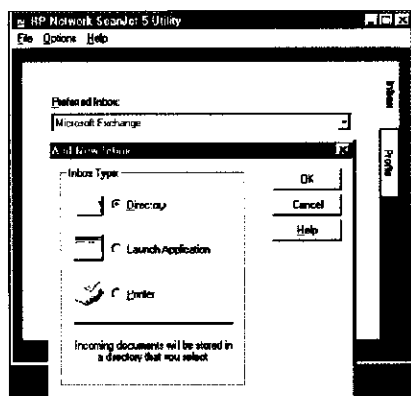 HP Network ScanJet 5 Utility
File Options Help
Inboxes
Profile
Preferred Inbox:
Microsoft Exchange
Add New Inbox
Inbox Type:
Directory
Launch Application
Printer
Incoming documents will be stored in
a directory that you select
OK
Cancel
Help